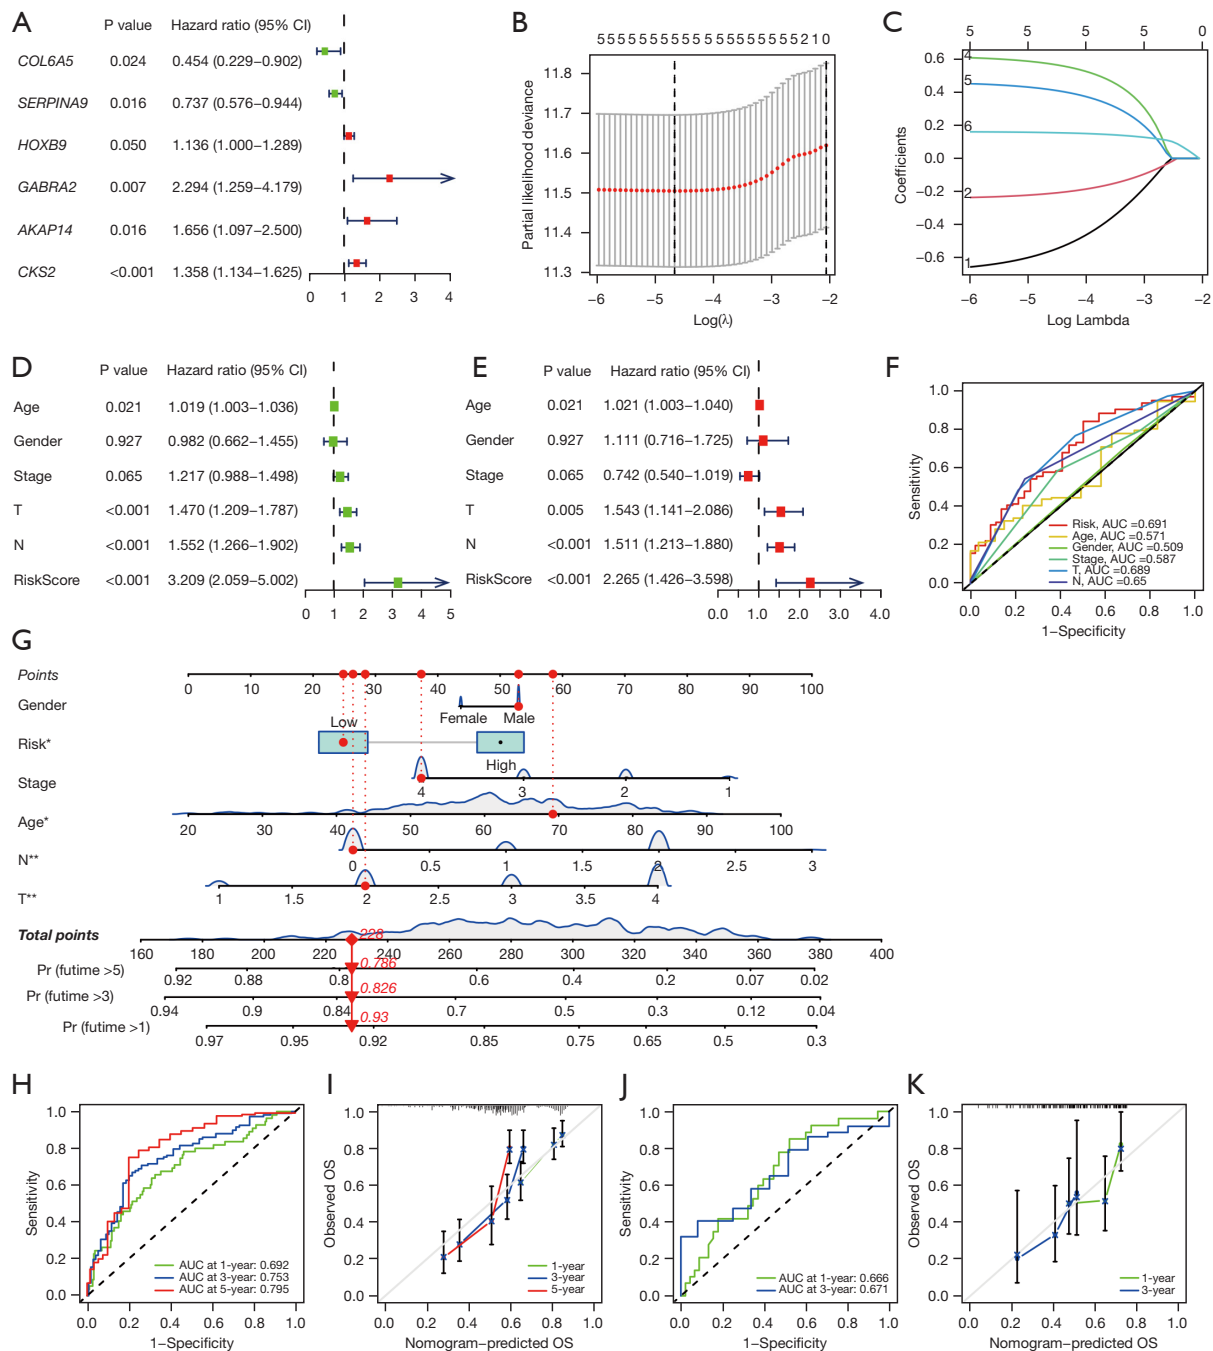 A
P value Hazard ratio (95% CI)
COL6A5 0.024 0.454 (0.229–0.902)
SERPINA9 0.016 0.737 (0.576–0.944)
HOXB9 0.050 1.136 (1.000–1.289)
GABRA2 0.007 2.294 (1.259–4.179)
AKAP14 0.016 1.656 (1.097–2.500)
CKS2 <0.001 1.358 (1.134–1.625)
0 1 2 3 4
B
5 5 5 5 5 5 5 5 5 5 5 5 5 5 5 5 5 5 5 5 2 1 0
Partial likelihood deviance
11.8
11.7
11.6
11.5
11.4
11.3
−6 −5 −4 −3 −2
Log(λ)
C
5 5 5 5 0
Coefficients
0.6
0.4
0.2
0.0
−0.2
−0.4
−0.6
4
5
6
2
1
−6 −5 −4 −3 −2
Log Lambda
D
P value Hazard ratio (95% CI)
Age 0.021 1.019 (1.003–1.036)
Gender 0.927 0.982 (0.662–1.455)
Stage 0.065 1.217 (0.988–1.498)
T <0.001 1.470 (1.209–1.787)
N <0.001 1.552 (1.266–1.902)
RiskScore <0.001 3.209 (2.059–5.002)
0 1 2 3 4 5
E
P value Hazard ratio (95% CI)
Age 0.021 1.021 (1.003–1.040)
Gender 0.927 1.111 (0.716–1.725)
Stage 0.065 0.742 (0.540–1.019)
T 0.005 1.543 (1.141–2.086)
N <0.001 1.511 (1.213–1.880)
RiskScore <0.001 2.265 (1.426–3.598)
0.0 1.0 2.0 3.0 4.0
F
Sensitivity
1.0
0.8
0.6
0.4
0.2
0.0
Risk, AUC =0.691
Age, AUC =0.571
Gender, AUC =0.509
Stage, AUC =0.587
T, AUC =0.689
N, AUC =0.65
0.0 0.2 0.4 0.6 0.8 1.0
1–Specificity
G
Points
0 10 20 30 40 50 60 70 80 90 100
Gender
Female Male
Low
Risk*
High
Stage
4 3 2 1
Age*
20 30 40 50 60 70 80 90 100
N**
0 0.5 1 1.5 2 2.5 3
T**
1 1.5 2 2.5 3 3.5 4
Total points
228
160 180 200 220 240 260 280 300 320 340 360 380 400
Pr (futime >5)
0.786
0.92 0.88 0.8 0.6 0.4 0.2 0.07 0.02
Pr (futime >3)
0.826
0.94 0.9 0.84 0.7 0.5 0.3 0.12 0.04
Pr (futime >1)
0.93
0.97 0.95 0.92 0.85 0.75 0.65 0.5 0.3
H
Sensitivity
1.0
0.8
0.6
0.4
0.2
0.0
AUC at 1-year: 0.692
AUC at 3-year: 0.753
AUC at 5-year: 0.795
0.0 0.2 0.4 0.6 0.8 1.0
1–Specificity
I
Observed OS
1.0
0.8
0.6
0.4
0.2
0.0
1-year
3-year
5-year
0.0 0.2 0.4 0.6 0.8 1.0
Nomogram–predicted OS
J
Sensitivity
1.0
0.8
0.6
0.4
0.2
0.0
AUC at 1-year: 0.666
AUC at 3-year: 0.671
0.0 0.2 0.4 0.6 0.8 1.0
1–Specificity
K
Observed OS
1.0
0.8
0.6
0.4
0.2
0.0
1-year
3-year
0.0 0.2 0.4 0.6 0.8 1.0
Nomogram–predicted OS